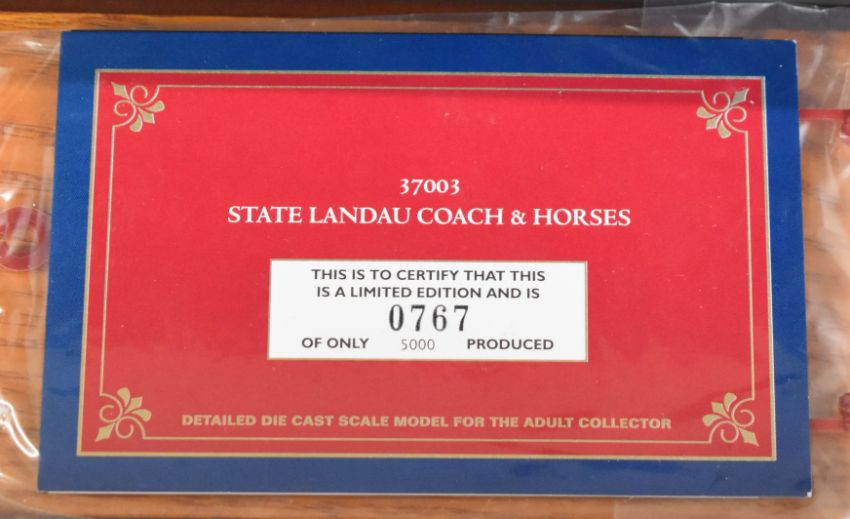 37003
STATE LANDAU COACH & HORSES
THIS IS TO CERTIFY THAT THIS
IS A LIMITED EDITION AND IS
0767
OF ONLY 5000 PRODUCED
DETAILED DIE CAST SCALE MODEL FOR THE ADULT COLLECTOR